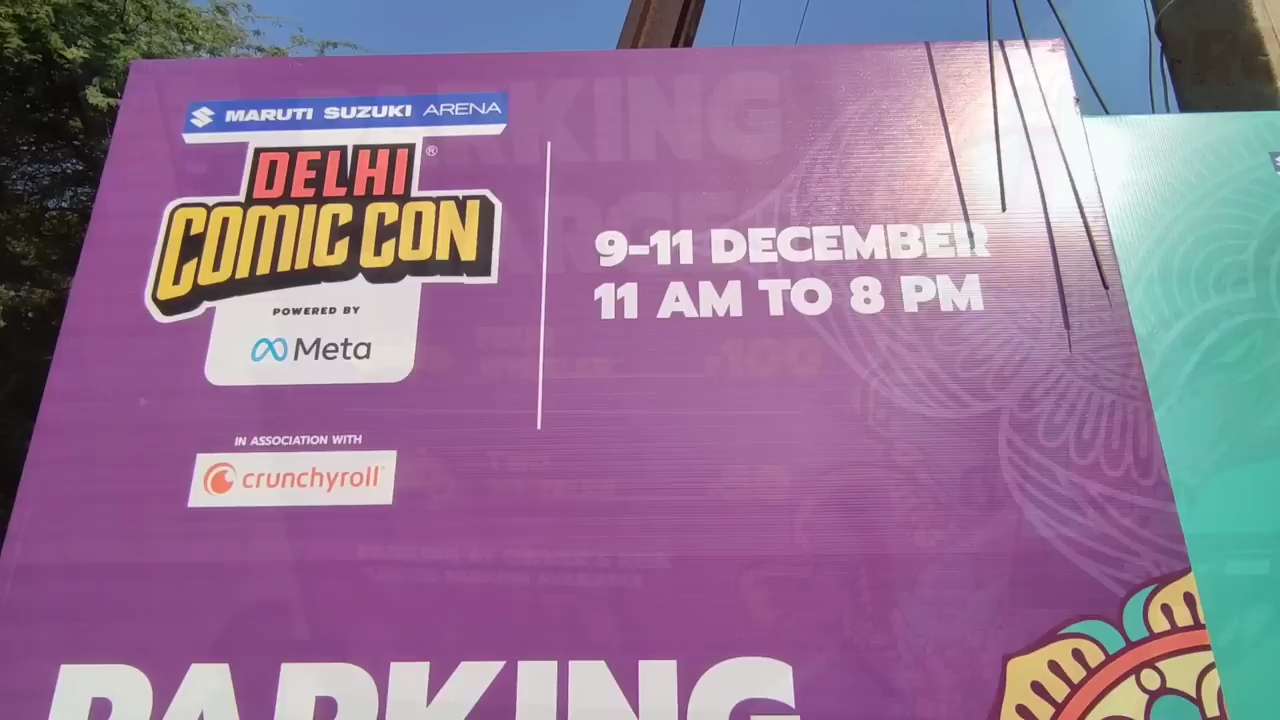 MARUTI SUZUKI ARENA
DELHI®
COMIC CON
POWERED BY
Meta
IN ASSOCIATION WITH
crunchyroll
9-11 DECEMBER
11 AM TO 8 PM
PARKING